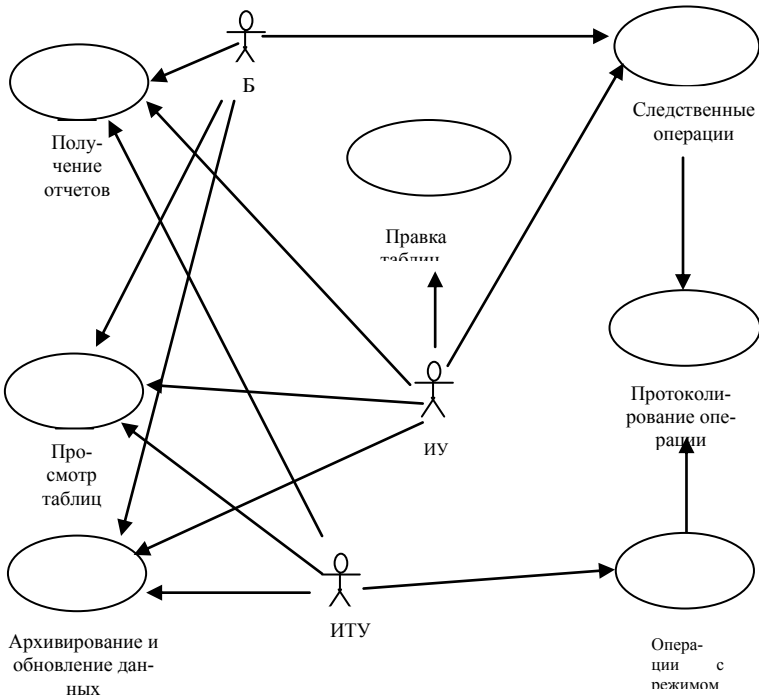 Б
Полу-
чение
отчетов
Следственные
операции
Правка
таблиц
Протоколи-
рование опе-
рации
ИУ
Про-
смотр
таблиц
ИТУ
Архивирование и
обновление дан-
ных
Опера-
ции с
режимом